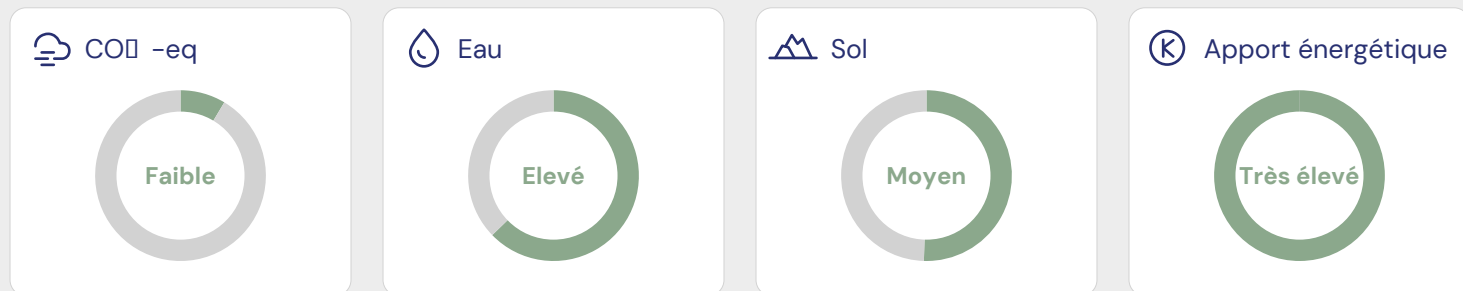 CO▯ -eq
Eau
Sol
Apport énergétique
Faible
Elevé
Moyen
Très élevé